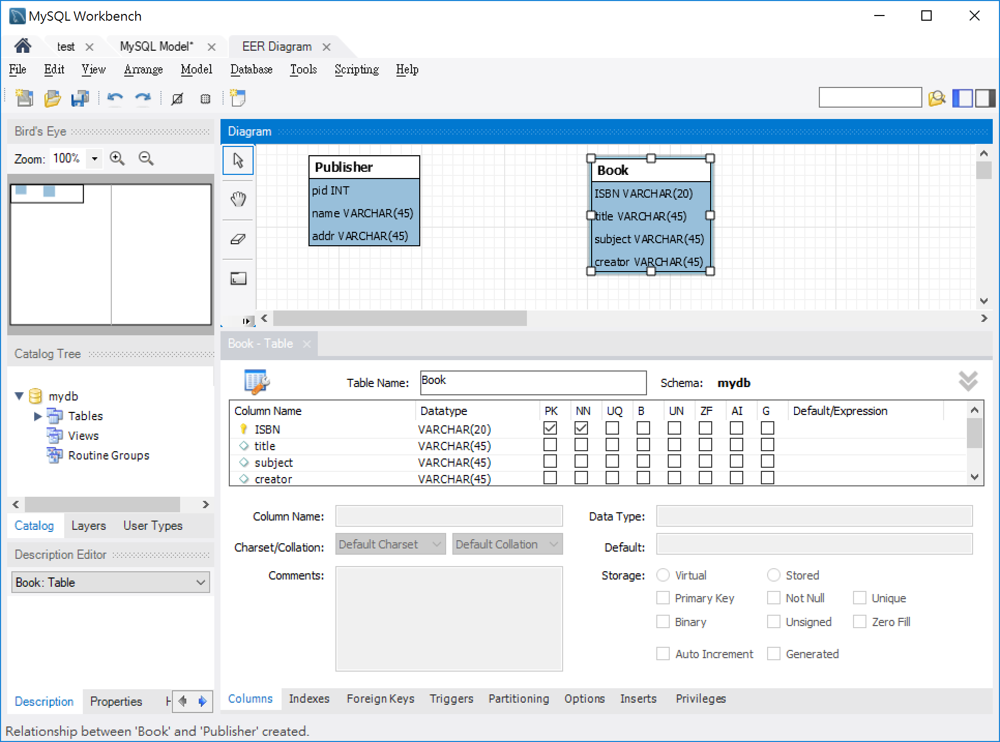 MySQL Workbench
test
MySQL Model*
EER Diagram
File Edit View Arrange Model Database Tools Scripting Help
Bird's Eye
Zoom: 100%
Diagram
Publisher
pid INT
name VARCHAR(45)
addr VARCHAR(45)
Book
ISBN VARCHAR(20)
title VARCHAR(45)
subject VARCHAR(45)
creator VARCHAR(45)
Catalog Tree
mydb
Tables
Views
Routine Groups
Catalog Layers User Types
Description Editor
Book: Table
Description Properties H
Book - Table
Table Name: Book Schema: mydb
Column Name Datatype PK NN UQ B UN ZF AI G Default/Expression
ISBN VARCHAR(20)
title VARCHAR(45)
subject VARCHAR(45)
creator VARCHAR(45)
Column Name: Data Type:
Charset/Collation: Default Charset Default Collation Default:
Comments: Storage: Virtual Stored
Primary Key Not Null Unique
Binary Unsigned Zero Fill
Auto Increment Generated
Columns Indexes Foreign Keys Triggers Partitioning Options Inserts Privileges
Relationship between 'Book' and 'Publisher' created.